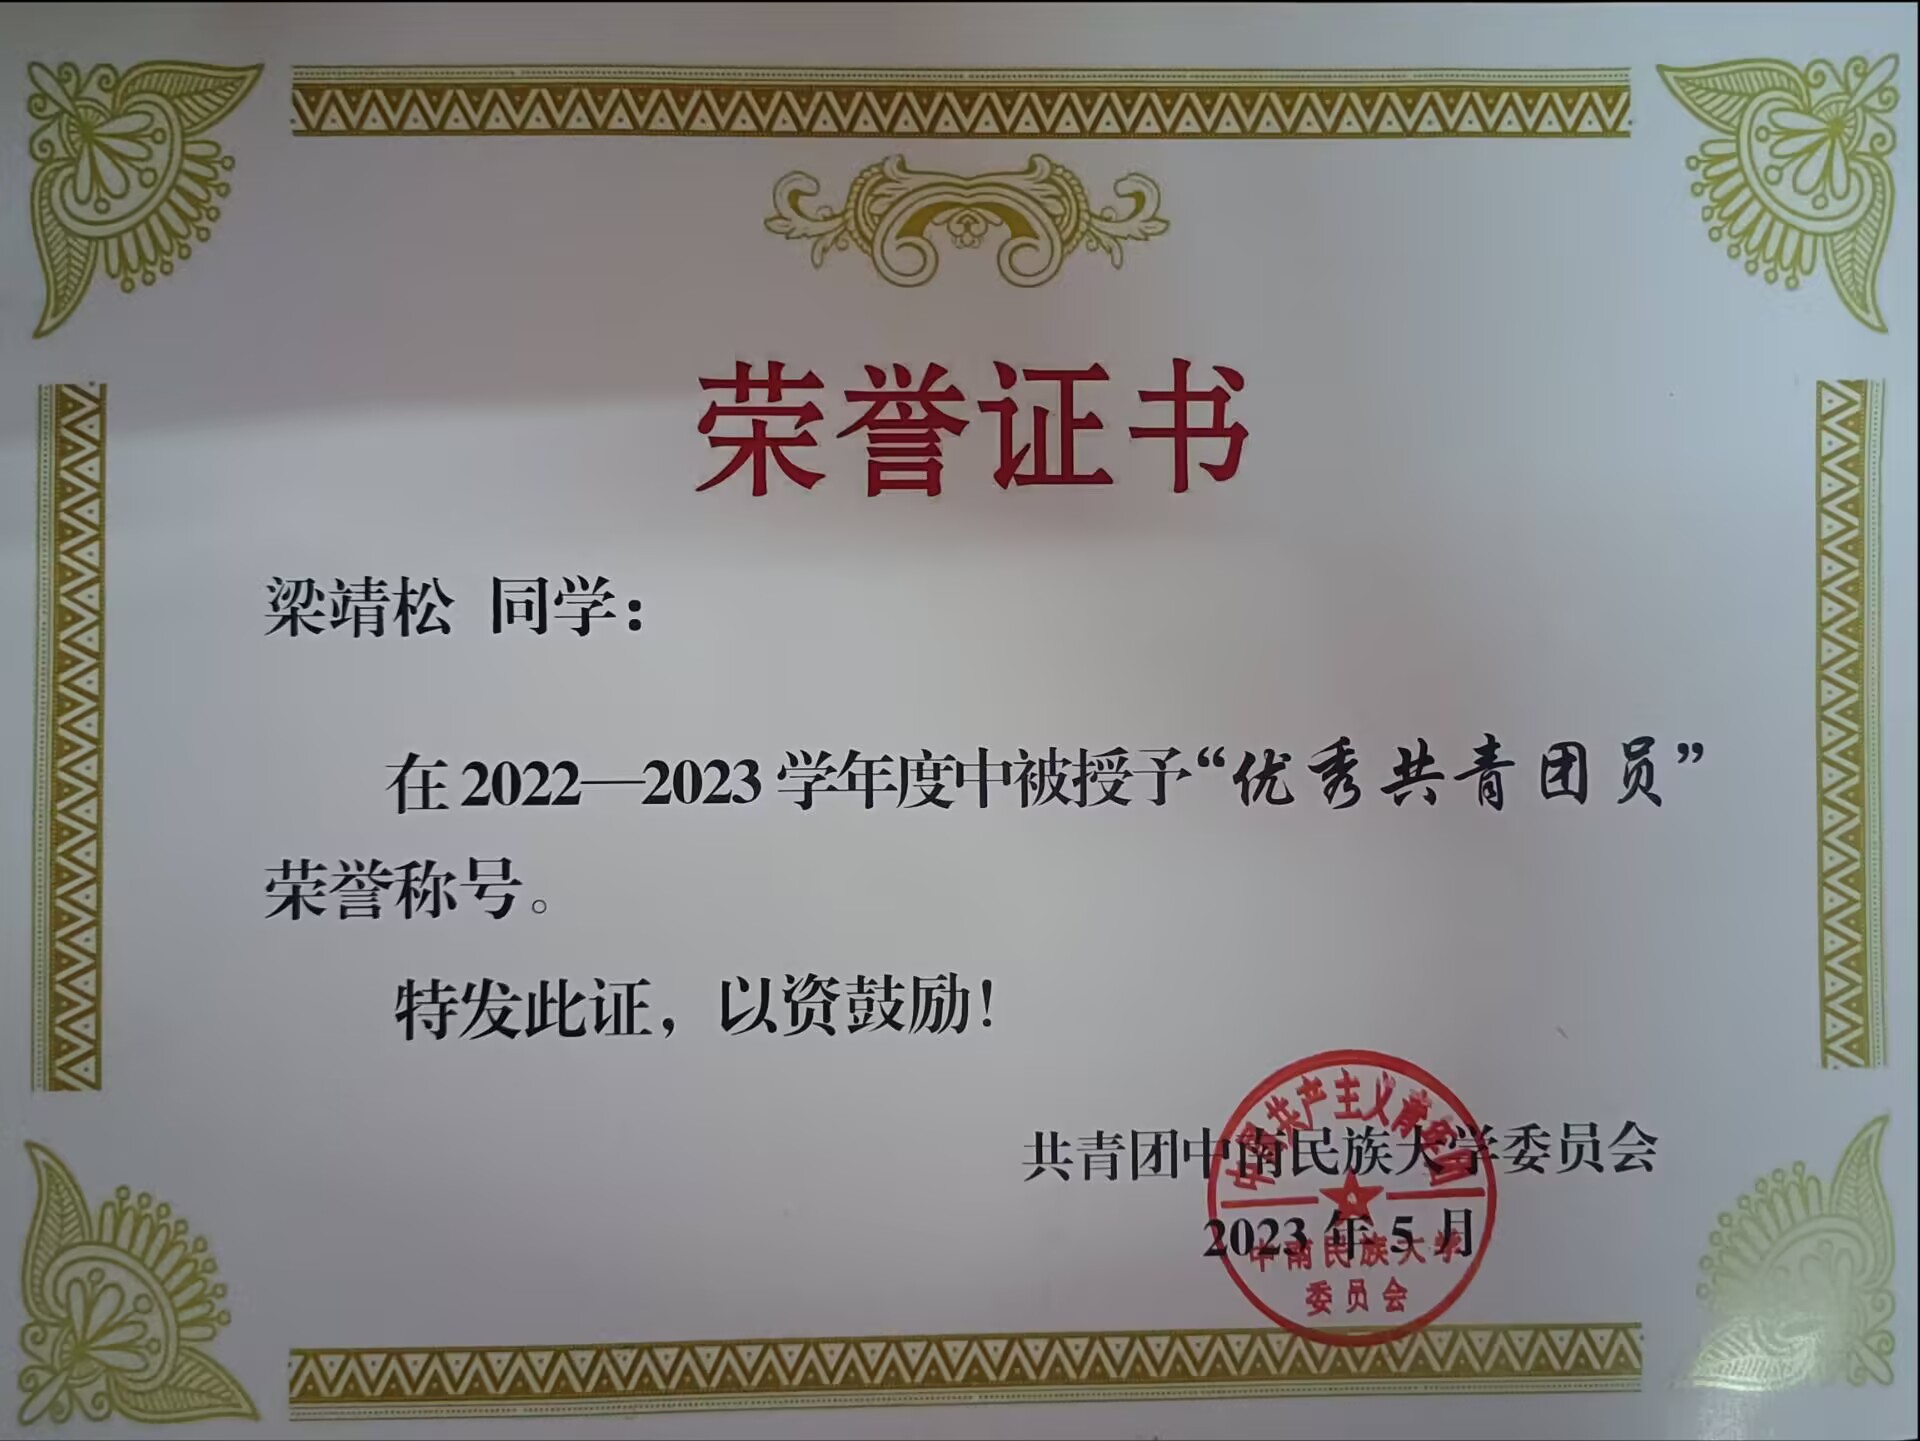 荣誉证书
梁靖松 同学：
在2022—2023学年度中被授予“优秀共青团员”
荣誉称号。
特发此证，以资鼓励！
共青团中南民族大学委员会
2023年5月
中国共产主义青年团
中南民族大学
委员会